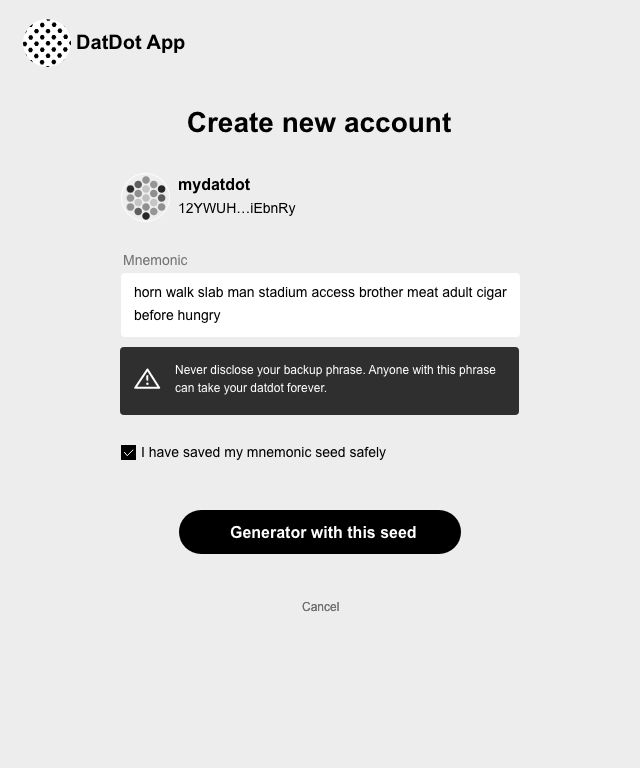 DatDot App
Create new account
mydatdot
12YWUH...iEbnRy
Mnemonic
horn walk slab man stadium access brother meat adult cigar
before hungry
Never disclose your backup phrase. Anyone with this phrase
can take your datdot forever.
I have saved my mnemonic seed safely
Generator with this seed
Cancel